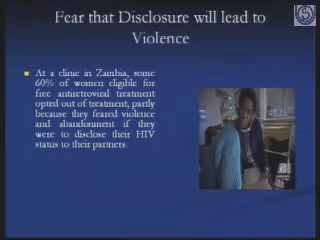 Fear that Disclosure will lead to
Violence
At a clinic in Zambia, some
60% of women eligible for
free antiretroviral treatment
opted out of treatment, partly
because they feared violence
and abandonment if they
were to disclose their HIV
status to their partners.